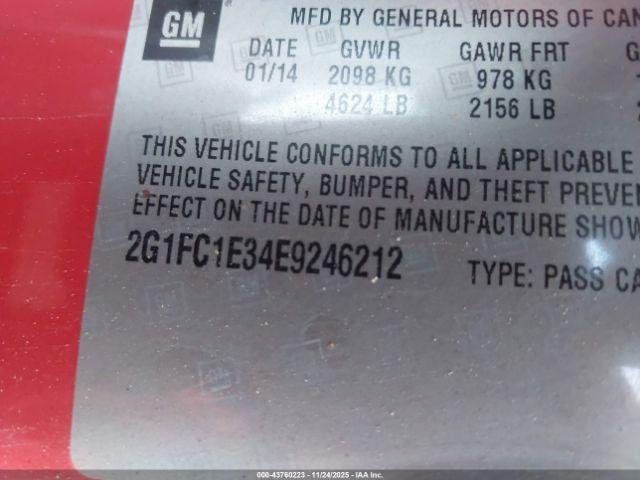 GM
MFD BY GENERAL MOTORS OF CAN
DATE GVWR GAWR FRT G
01/14 2098 KG 978 KG
4624 LB 2156 LB
THIS VEHICLE CONFORMS TO ALL APPLICABLE
VEHICLE SAFETY, BUMPER, AND THEFT PREVEN
EFFECT ON THE DATE OF MANUFACTURE SHOW
2G1FC1E34E9246212 TYPE: PASS CA
000-43760223 - 11/24/2025 - IAAI, Inc.